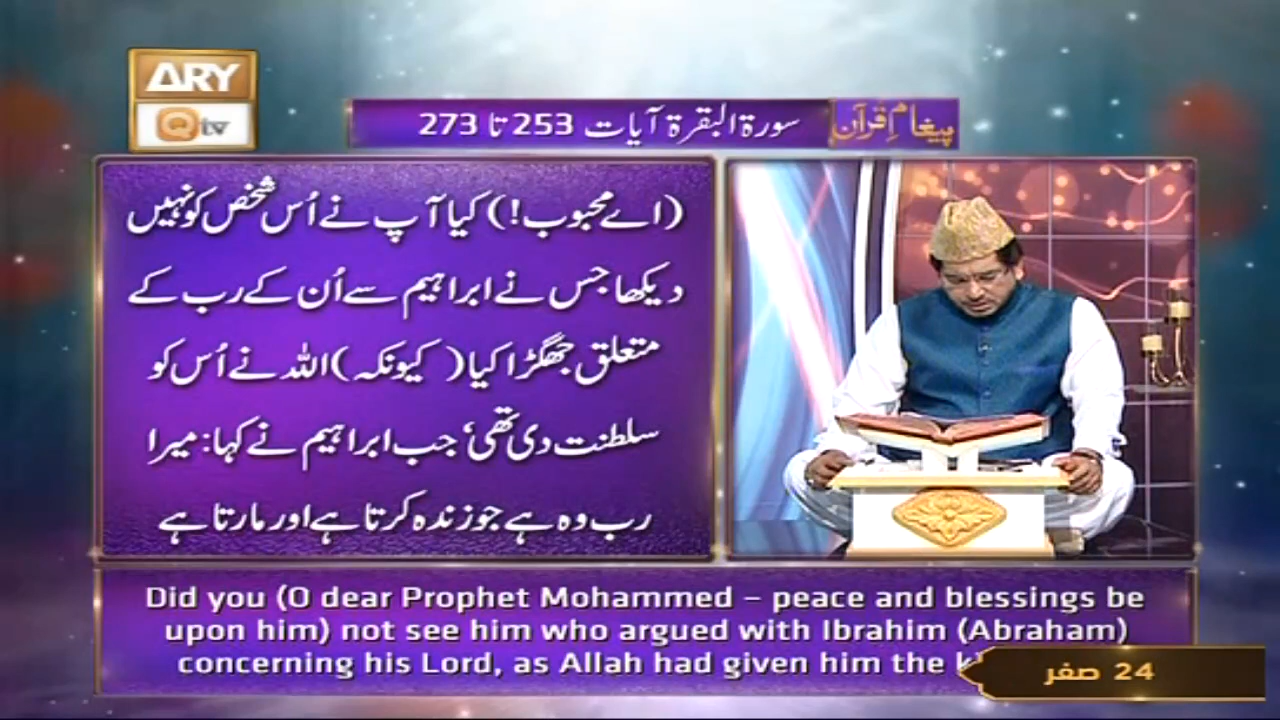 ARY
Qtv
پیغام قرآن
سورۃ البقرۃ آیات 253 تا 273
(اے محبوب!) کیا آپ نے اُس شخص کو نہیں
دیکھا جس نے ابراہیم سے اُن کے رب کے
متعلق جھگڑا کیا (کیونکہ) اللہ نے اُس کو
سلطنت دی تھی، جب ابراہیم نے کہا: میرا
رب وہ ہے جو زندہ کرتا ہے اور مارتا ہے
Did you (O dear Prophet Mohammed – peace and blessings be
upon him) not see him who argued with Ibrahim (Abraham)
concerning his Lord, as Allah had given him the
24 صفر